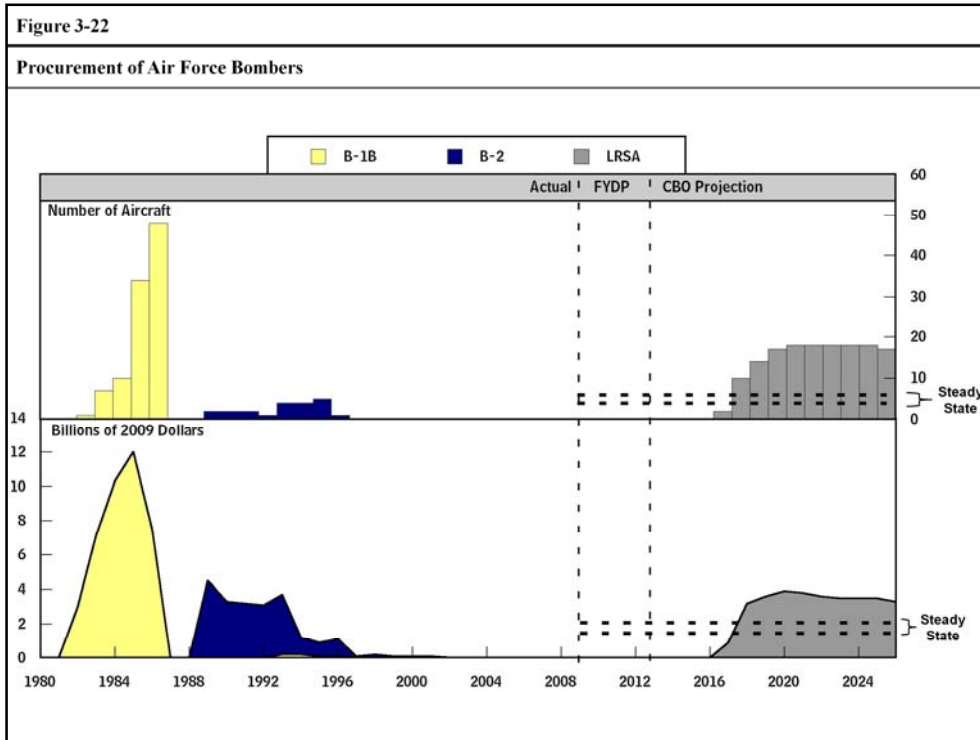 Figure 3-22
Procurement of Air Force Bombers
B-1B B-2 LRSA
Actual FYDP CBO Projection
60
Number of Aircraft
50
40
30
20
10
0
Steady
State
14
Billions of 2009 Dollars
12
10
8
6
4
2
0
Steady
State
1980 1984 1988 1992 1996 2000 2004 2008 2012 2016 2020 2024